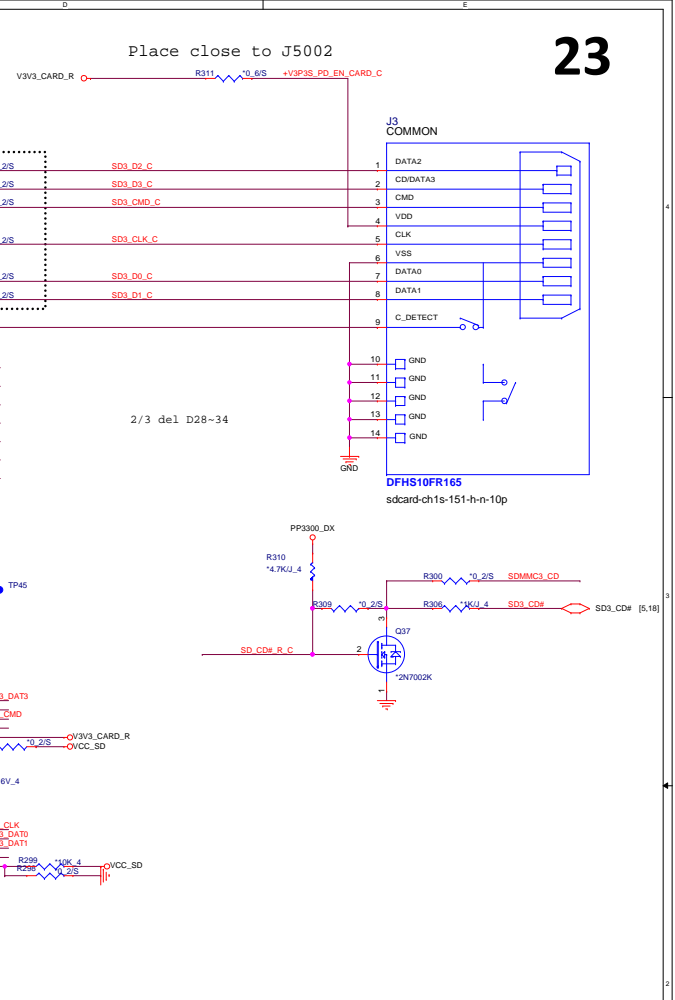 D
E
Place close to J5002
23
V3V3_CARD_R
R311
*0_6/S
+V3P3S_PD_EN_CARD_C
J3
COMMON
2/S
SD3_D2_C
1
DATA2
2/S
SD3_D3_C
2
CD/DATA3
2/S
SD3_CMD_C
3
CMD
4
VDD
4
2/S
SD3_CLK_C
5
CLK
6
VSS
2/S
SD3_D0_C
7
DATA0
2/S
SD3_D1_C
8
DATA1
9
C_DETECT
10
GND
11
GND
12
GND
13
GND
14
GND
2/3 del D28~34
GND
DFHS10FR165
sdcard-ch1s-151-h-n-10p
PP3300_DX
R310
*4.7K/J_4
R300
*0_2/S
SDMMC3_CD
TP45
R309
*0_2/S
R306
*1K/J_4
SD3_CD#
SD3_CD# [5,18]
3
3
Q37
SD_CD#_R_C
2
*2N7002K
1
3_DAT3
_CMD
V3V3_CARD_R
*0_2/S
VCC_SD
6V_4
_CLK
3_DAT0
3_DAT1
R299
*10K_4
VCC_SD
R298
*0_2/S
2